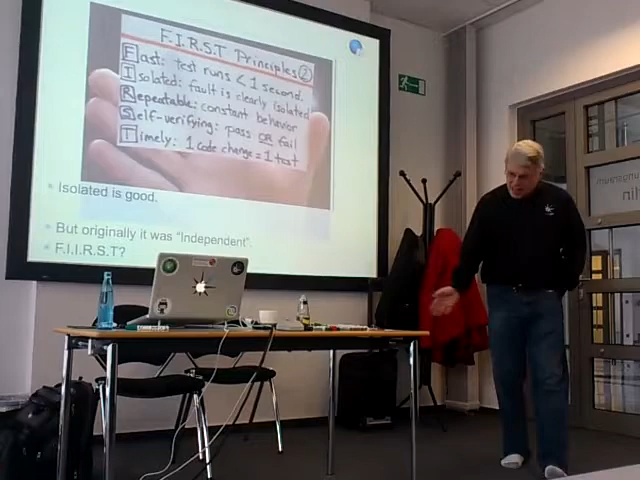 F.I.R.S.T Principles ②
Fast: test runs < 1 second.
Isolated: fault is clearly isolated
Repeatable: constant behavior
Self-verifying: pass OR fail
Timely: 1 code change = 1 test
Isolated is good.
But originally it was "Independent".
F.I.I.R.S.T?